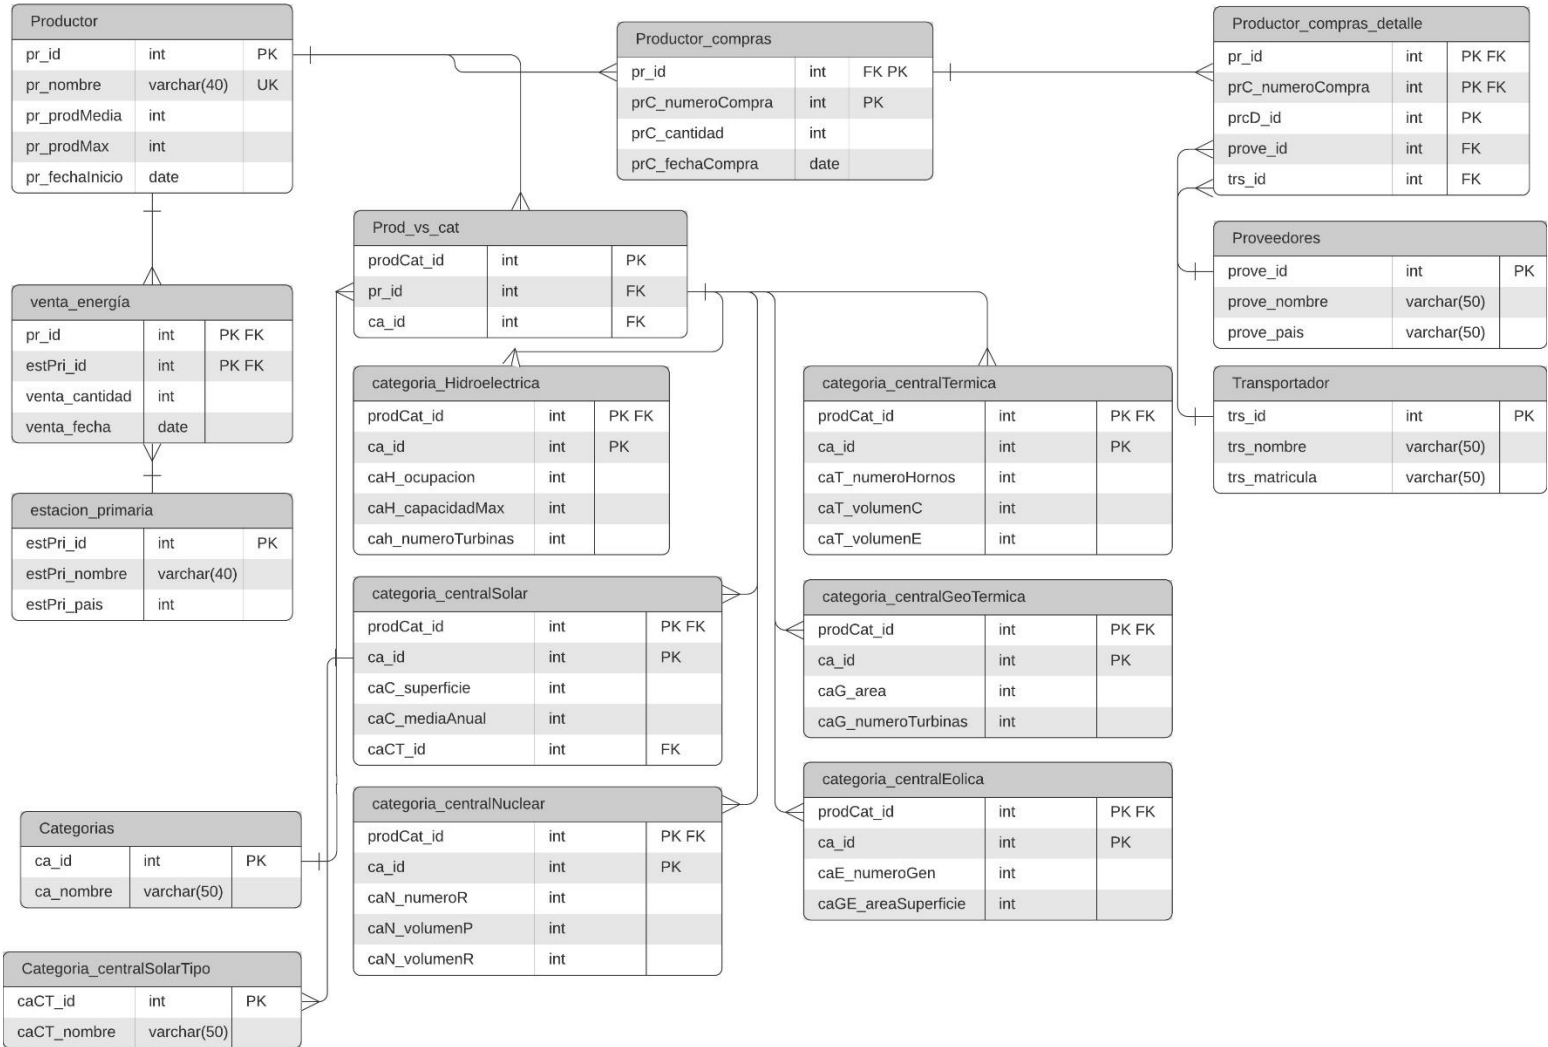 Productor
pr_id int PK
pr_nombre varchar(40) UK
pr_prodMedia int
pr_prodMax int
pr_fechaInicio date
Productor_compras
pr_id int FK PK
prC_numeroCompra int PK
prC_cantidad int
prC_fechaCompra date
Productor_compras_detalle
pr_id int PK FK
prC_numeroCompra int PK FK
prcD_id int PK
prove_id int FK
trs_id int FK
Prod_vs_cat
prodCat_id int PK
pr_id int FK
ca_id int FK
Proveedores
prove_id int PK
prove_nombre varchar(50)
prove_pais varchar(50)
venta_energía
pr_id int PK FK
estPri_id int PK FK
venta_cantidad int
venta_fecha date
categoria_Hidroelectrica
prodCat_id int PK FK
ca_id int PK
caH_ocupacion int
caH_capacidadMax int
cah_numeroTurbinas int
categoria_centralTermica
prodCat_id int PK FK
ca_id int PK
caT_numeroHornos int
caT_volumenC int
caT_volumenE int
Transportador
trs_id int PK
trs_nombre varchar(50)
trs_matricula varchar(50)
estacion_primaria
estPri_id int PK
estPri_nombre varchar(40)
estPri_pais int
categoria_centralSolar
prodCat_id int PK FK
ca_id int PK
caC_superficie int
caC_mediaAnual int
caCT_id int FK
categoria_centralGeoTermica
prodCat_id int PK FK
ca_id int PK
caG_area int
caG_numeroTurbinas int
categoria_centralNuclear
prodCat_id int PK FK
ca_id int PK
caN_numeroR int
caN_volumenP int
caN_volumenR int
categoria_centralEolica
prodCat_id int PK FK
ca_id int PK
caE_numeroGen int
caGE_areaSuperficie int
Categorias
ca_id int PK
ca_nombre varchar(50)
Categoria_centralSolarTipo
caCT_id int PK
caCT_nombre varchar(50)